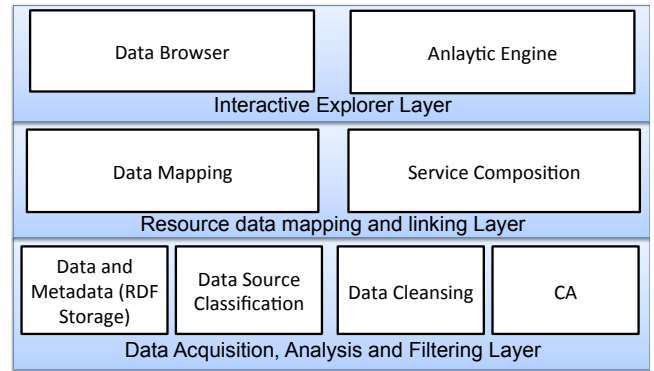 Data Browser
Anlaytic Engine
Interactive Explorer Layer
Data Mapping
Service Composition
Resource data mapping and linking Layer
Data and
Metadata (RDF
Storage)
Data Source
Classification
Data Cleansing
CA
Data Acquisition, Analysis and Filtering Layer